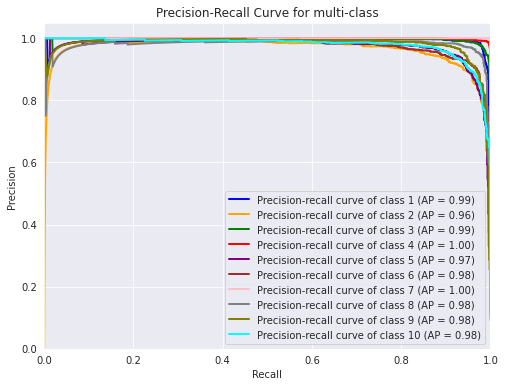 Precision-Recall Curve for multi-class
1.0
0.8
0.6
0.4
0.2
0.0
Precision
Precision-recall curve of class 1 (AP = 0.99)
Precision-recall curve of class 2 (AP = 0.96)
Precision-recall curve of class 3 (AP = 0.99)
Precision-recall curve of class 4 (AP = 1.00)
Precision-recall curve of class 5 (AP = 0.97)
Precision-recall curve of class 6 (AP = 0.98)
Precision-recall curve of class 7 (AP = 1.00)
Precision-recall curve of class 8 (AP = 0.98)
Precision-recall curve of class 9 (AP = 0.98)
Precision-recall curve of class 10 (AP = 0.98)
0.0 0.2 0.4 0.6 0.8 1.0
Recall